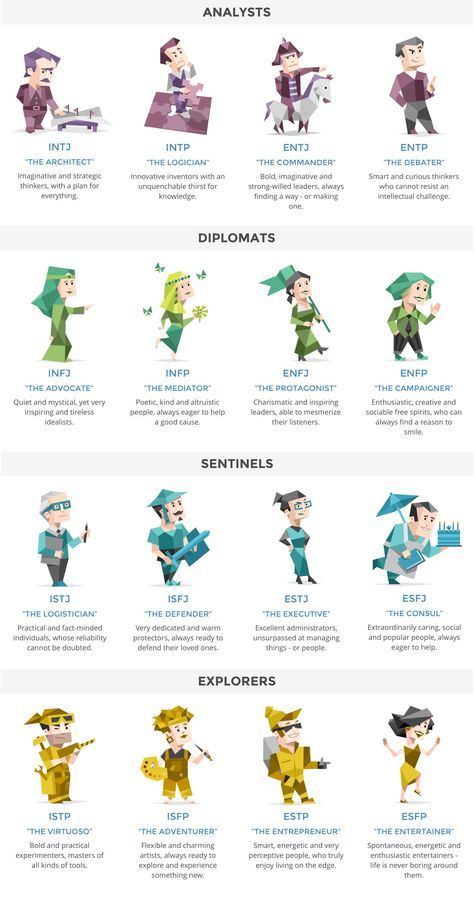 ANALYSTS
INTJ
"THE ARCHITECT"
Imaginative and strategic
thinkers, with a plan for
everything.
INTP
"THE LOGICIAN"
Innovative inventors with an
unquenchable thirst for
knowledge.
ENTJ
"THE COMMANDER"
Bold, imaginative and
strong-willed leaders, always
finding a way - or making
one.
ENTP
"THE DEBATER"
Smart and curious thinkers
who cannot resist an
intellectual challenge.
DIPLOMATS
INFJ
"THE ADVOCATE"
Quiet and mystical, yet very
inspiring and tireless
idealists.
INFP
"THE MEDIATOR"
Poetic, kind and altruistic
people, always eager to help
a good cause.
ENFJ
"THE PROTAGONIST"
Charismatic and inspiring
leaders, able to mesmerize
their listeners.
ENFP
"THE CAMPAIGNER"
Enthusiastic, creative and
sociable free spirits, who can
always find a reason to
smile.
SENTINELS
ISTJ
"THE LOGISTICIAN"
Practical and fact-minded
individuals, whose reliability
cannot be doubted.
ISFJ
"THE DEFENDER"
Very dedicated and warm
protectors, always ready to
defend their loved ones.
ESTJ
"THE EXECUTIVE"
Excellent administrators,
unsurpassed at managing
things - or people.
ESFJ
"THE CONSUL"
Extraordinarily caring, social
and popular people, always
eager to help.
EXPLORERS
ISTP
"THE VIRTUOSO"
Bold and practical
experimenters, masters of
all kinds of tools.
ISFP
"THE ADVENTURER"
Flexible and charming
artists, always ready to
explore and experience
something new.
ESTP
"THE ENTREPRENEUR"
Smart, energetic and very
perceptive people, who truly
enjoy living on the edge.
ESFP
"THE ENTERTAINER"
Spontaneous, energetic and
enthusiastic entertainers -
life is never boring around
them.